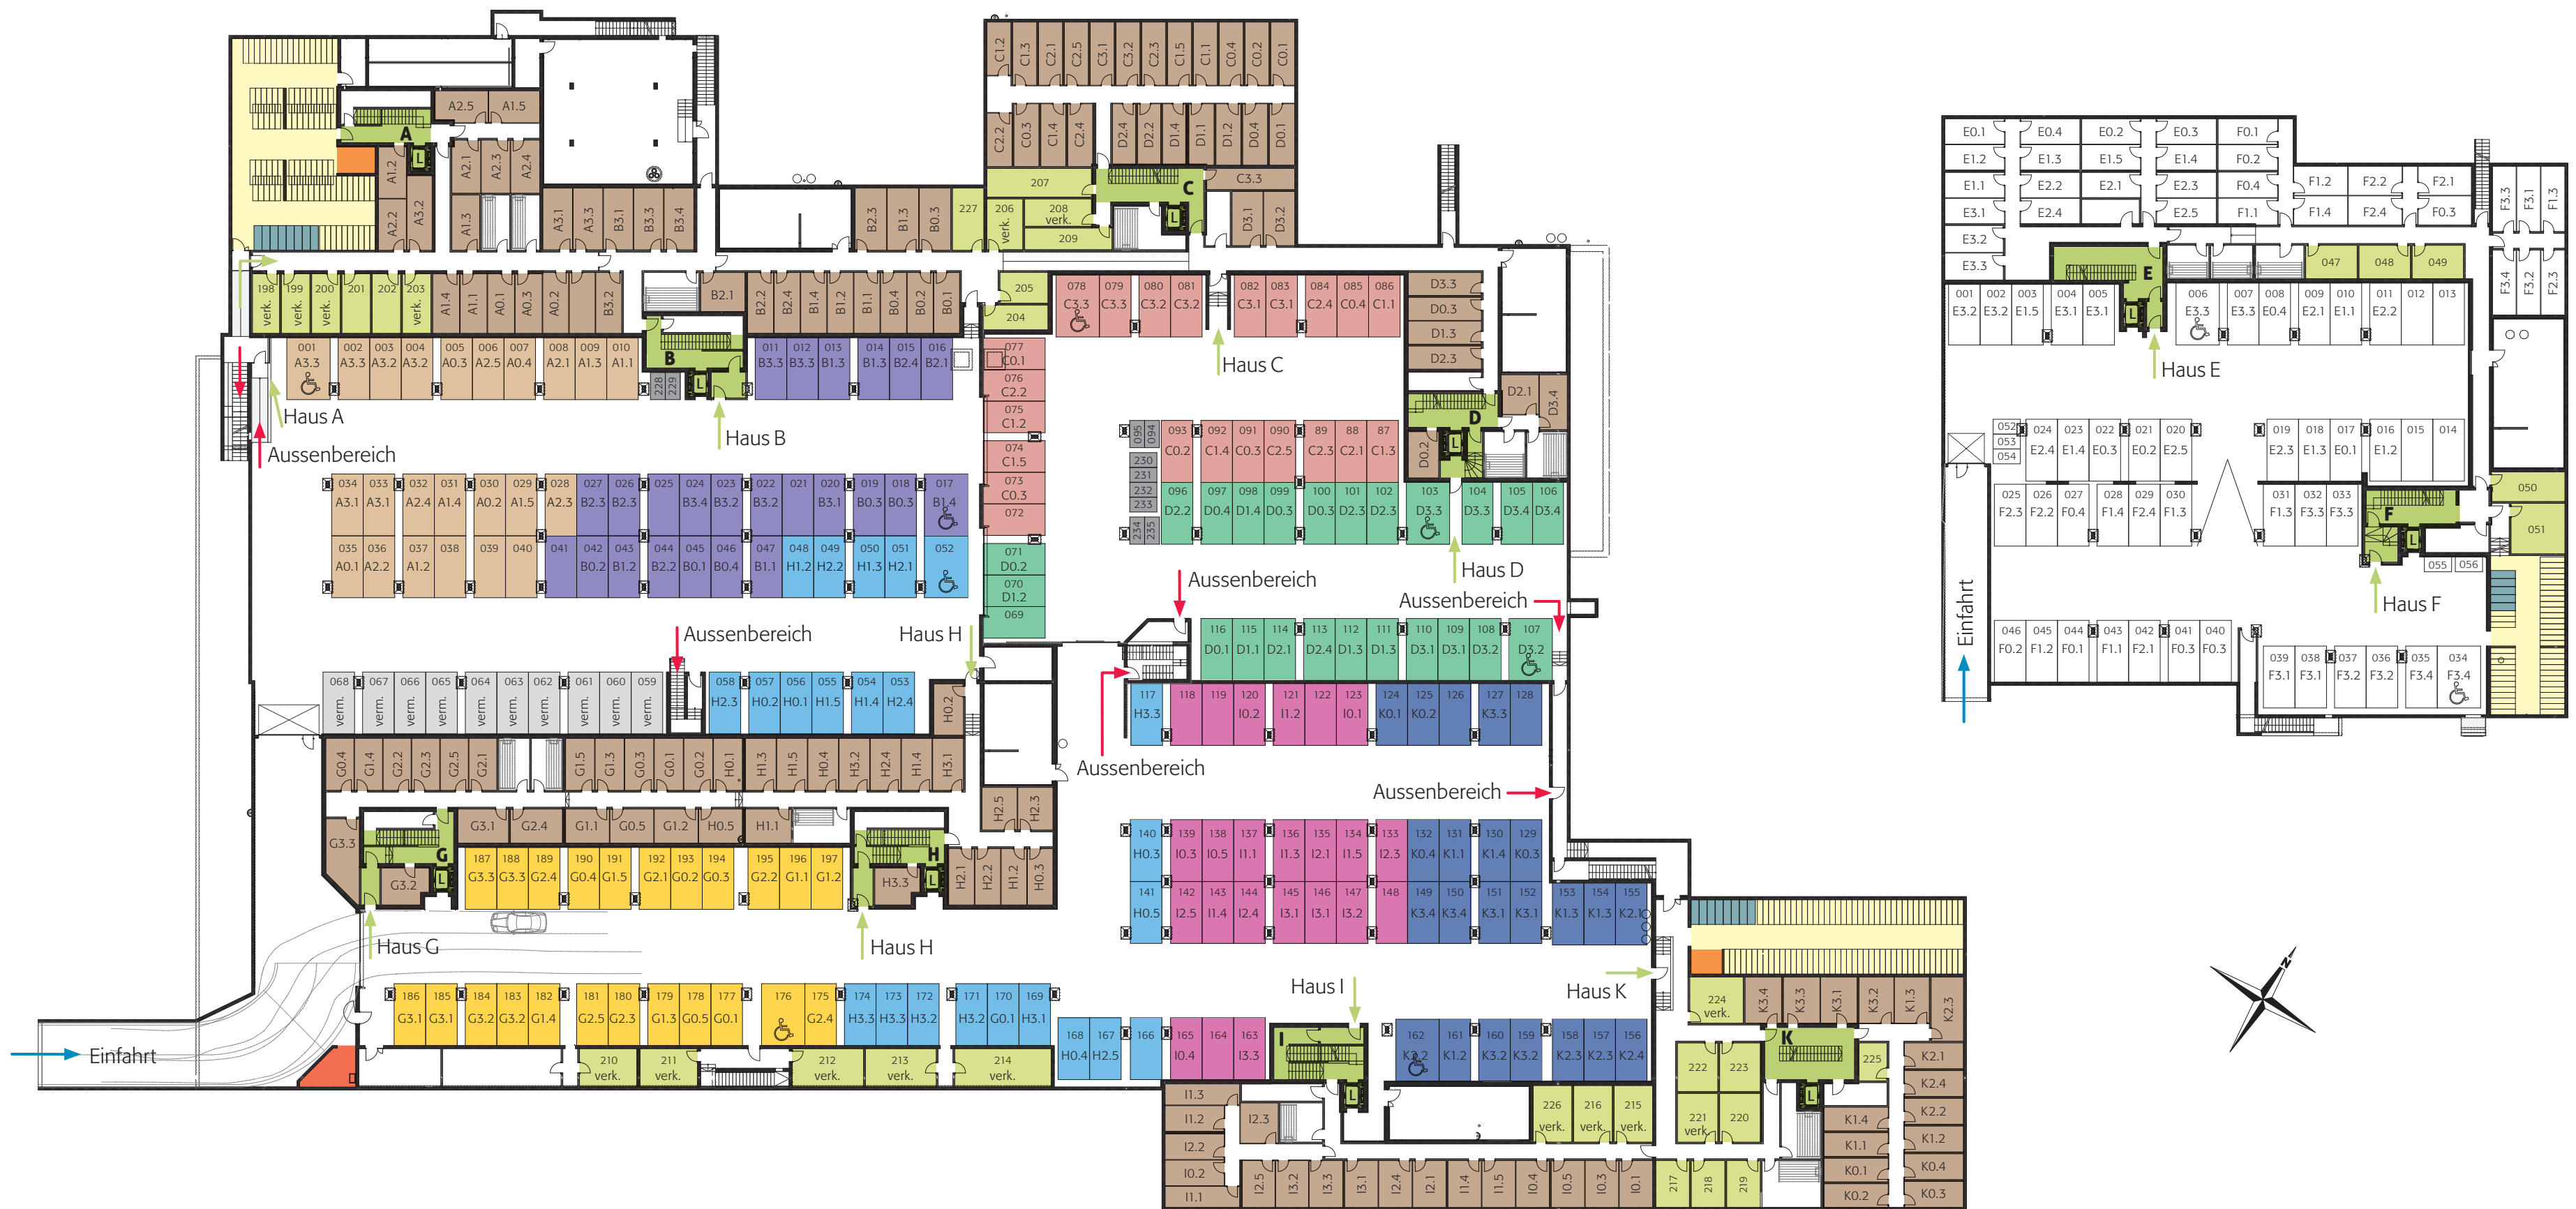 C1.2 C1.3 C2.1 C2.5 C3.1 C3.2 C2.3 C1.5 C1.1 C0.4 C0.2 C0.1
A2.5 A1.5
A
L
C2.2 C0.3 C1.4 C2.4 D2.4 D2.2 D1.4 D1.1 D1.2 D0.4 D0.1
A1.2 A2.1 A2.3 A2.4
A2.2 A3.2 A1.3 A3.1 A3.3 B3.1 B3.3 B3.4
B2.3 B1.3 B0.3 227 206 verk.
207
208
verk.
209
C
L
C3.3
D3.1 D3.2
198 verk. 199 verk. 200 verk. 201 202 203 verk.
A1.4 A1.1 A0.1 A0.3 A0.2 B3.2
B2.1
B2.2 B2.4 B1.4 B1.2 B1.1 B0.4 B0.2 B0.1
205
204
078 079 080 081 082 083 084 085 086
C3.3 C3.3 C3.2 C3.2 C3.1 C3.1 C2.4 C0.4 C1.1
D3.3
D0.3
D1.3
D2.3
D2.1 D3.4
D
L
D0.2
001 002 003 004 005 006 007 008 009 010
A3.3 A3.3 A3.2 A3.2 A0.3 A2.5 A0.4 A2.1 A1.3 A1.1
B
L
228 229
011 012 013 014 015 016
B3.3 B3.3 B1.3 B1.3 B2.4 B2.1
Haus A
Aussenbereich
Haus B
Haus C
077
C0.1
076
C2.2
075
C1.2
074
C1.5
073
C0.3
072
071
D0.2
070
D1.2
069
095 094
230
231
232
233
234 235
093 092 091 090 89 88 87
C0.2 C1.4 C0.3 C2.5 C2.3 C2.1 C1.3
096 097 098 099 100 101 102 103 104 105 106
D2.2 D0.4 D1.4 D0.3 D0.3 D2.3 D2.3 D3.3 D3.3 D3.4 D3.4
Haus D
034 033 032 031 030 029 028 027 026 025 024 023 022 021 020 019 018 017
A3.1 A3.1 A2.4 A1.4 A0.2 A1.5 A2.3 B2.3 B2.3 B3.4 B3.2 B3.2 B3.1 B0.3 B0.3 B1.4
035 036 037 038 039 040 041 042 043 044 045 046 047 048 049 050 051 052
A0.1 A2.2 A1.2 B0.2 B1.2 B2.2 B0.1 B0.4 B1.1 H1.2 H2.2 H1.3 H2.1
Aussenbereich
Haus H
Aussenbereich
Aussenbereich
116 115 114 113 112 111 110 109 108 107
D0.1 D1.1 D2.1 D2.4 D1.3 D1.3 D3.1 D3.1 D3.2 D3.2
068 067 066 065 064 063 062 061 060 059
verm. verm. verm. verm. verm. verm. verm. verm. verm. verm.
058 057 056 055 054 053
H2.3 H0.2 H0.1 H1.5 H1.4 H2.4
H0.2
117 118 119 120 121 122 123 124 125 126 127 128
H3.3 I0.2 I1.2 I0.1 K0.1 K0.2 K3.3
Aussenbereich
Aussenbereich
G0.4 G1.4 G2.2 G2.3 G2.5 G2.1 G1.5 G1.3 G0.3 G0.1 G0.2 H0.1 H1.3 H1.5 H0.4 H3.2 H2.4 H1.4 H3.1
H2.5 H2.3
G3.3
G3.1 G2.4 G1.1 G0.5 G1.2 H0.5 H1.1
G
L
G3.2
187 188 189 190 191 192 193 194 195 196 197
G3.3 G3.3 G2.4 G0.4 G1.5 G2.1 G0.2 G0.3 G2.2 G1.1 G1.2
H
L
H3.3
H2.1 H2.2 H1.2 H0.3
140 139 138 137 136 135 134 133 132 131 130 129
H0.3 I0.3 I0.5 I1.1 I1.3 I2.1 I1.5 I2.3 K0.4 K1.1 K1.4 K0.3
141 142 143 144 145 146 147 148 149 150 151 152 153 154 155
H0.5 I2.5 I1.4 I2.4 I3.1 I3.1 I3.2 K3.4 K3.4 K3.1 K3.1 K1.3 K1.3 K2.1
Haus G
Haus H
Haus I
Haus K
186 185 184 183 182 181 180 179 178 177 176 175 174 173 172 171 170 169
G3.1 G3.1 G3.2 G3.2 G1.4 G2.5 G2.3 G1.3 G0.5 G0.1 G2.4 H3.3 H3.3 H3.2 H3.2 G0.1 H3.1
168 167 166 165 164 163
H0.4 H2.5 I0.4 I3.3
I
L
162 161 160 159 158 157 156
K2.2 K1.2 K3.2 K3.2 K2.3 K2.3 K2.4
Einfahrt
210 211 212 213 214
verk. verk. verk. verk. verk.
224
verk.
K3.4 K3.3 K3.1 K3.2 K1.3 K2.3
K
L
225
222 223
221 220
verk.
226 216 215
verk. verk. verk.
I1.3
I1.2
I2.2
I0.2
I1.1
I2.3
I2.5 I3.2 I3.3 I3.1 I2.4 I2.1 I1.4 I1.5 I0.4 I0.5 I0.3 I0.1
217 218 219
K1.4
K1.1
K0.1
K0.2
K2.1
K2.4
K2.2
K1.2
K0.4
K0.3
N
E0.1 E0.4 E0.2 E0.3 F0.1
E1.2 E1.3 E1.5 E1.4 F0.2
E1.1 E2.2 E2.1 E2.3 F0.4 F1.2 F2.2 F2.1
E3.1 E2.4 E2.5 F1.1 F1.4 F2.4 F0.3
E3.2
E3.3
F3.3 F3.1 F1.3
F3.4 F3.2 F2.3
E
L
047 048 049
001 002 003 004 005 006 007 008 009 010 011 012 013
E3.2 E3.2 E1.5 E3.1 E3.1 E3.3 E3.3 E0.4 E2.1 E1.1 E2.2
Haus E
052
053
054
024 023 022 021 020 019 018 017 016 015 014
E2.4 E1.4 E0.3 E0.2 E2.5 E2.3 E1.3 E0.1 E1.2
025 026 027 028 029 030 031 032 033
F2.3 F2.2 F0.4 F1.4 F2.4 F1.3 F1.3 F3.3 F3.3
F
L
050
051
055 056
Einfahrt
Haus F
046 045 044 043 042 041 040
F0.2 F1.2 F0.1 F1.1 F2.1 F0.3 F0.3
039 038 037 036 035 034
F3.1 F3.1 F3.2 F3.2 F3.4 F3.4